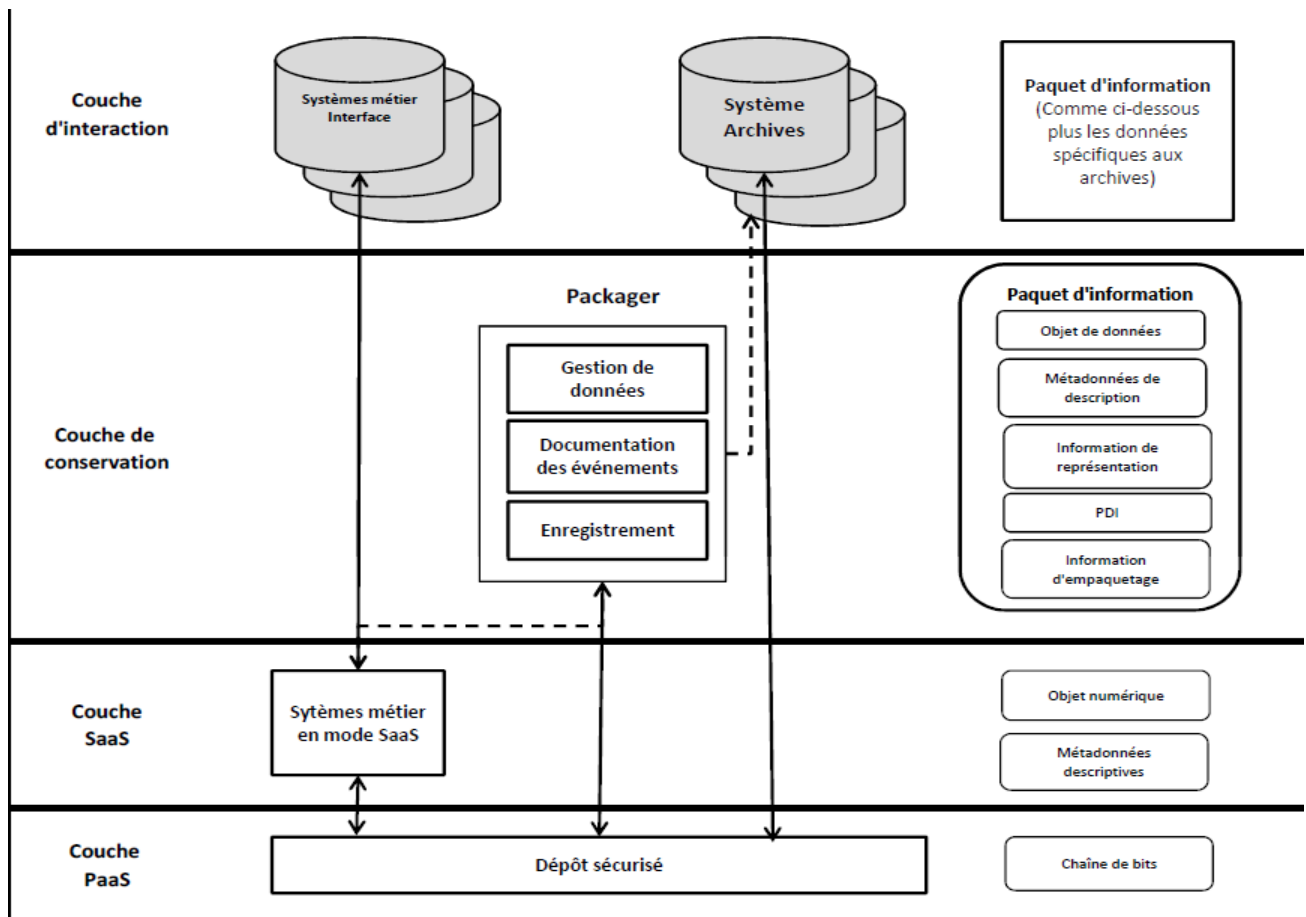 Couche
d'interaction
Systèmes métier
Interface
Système
Archives
Paquet d'information
(Comme ci-dessous
plus les données
spécifiques aux
archives)
Couche de
conservation
Packager
Gestion de
données
Documentation
des événements
Enregistrement
Paquet d'information
Objet de données
Métadonnées de
description
Information de
représentation
PDI
Information
d'empaquetage
Couche
SaaS
Sytèmes métier
en mode SaaS
Objet numérique
Métadonnées
descriptives
Couche
PaaS
Dépôt sécurisé
Chaîne de bits